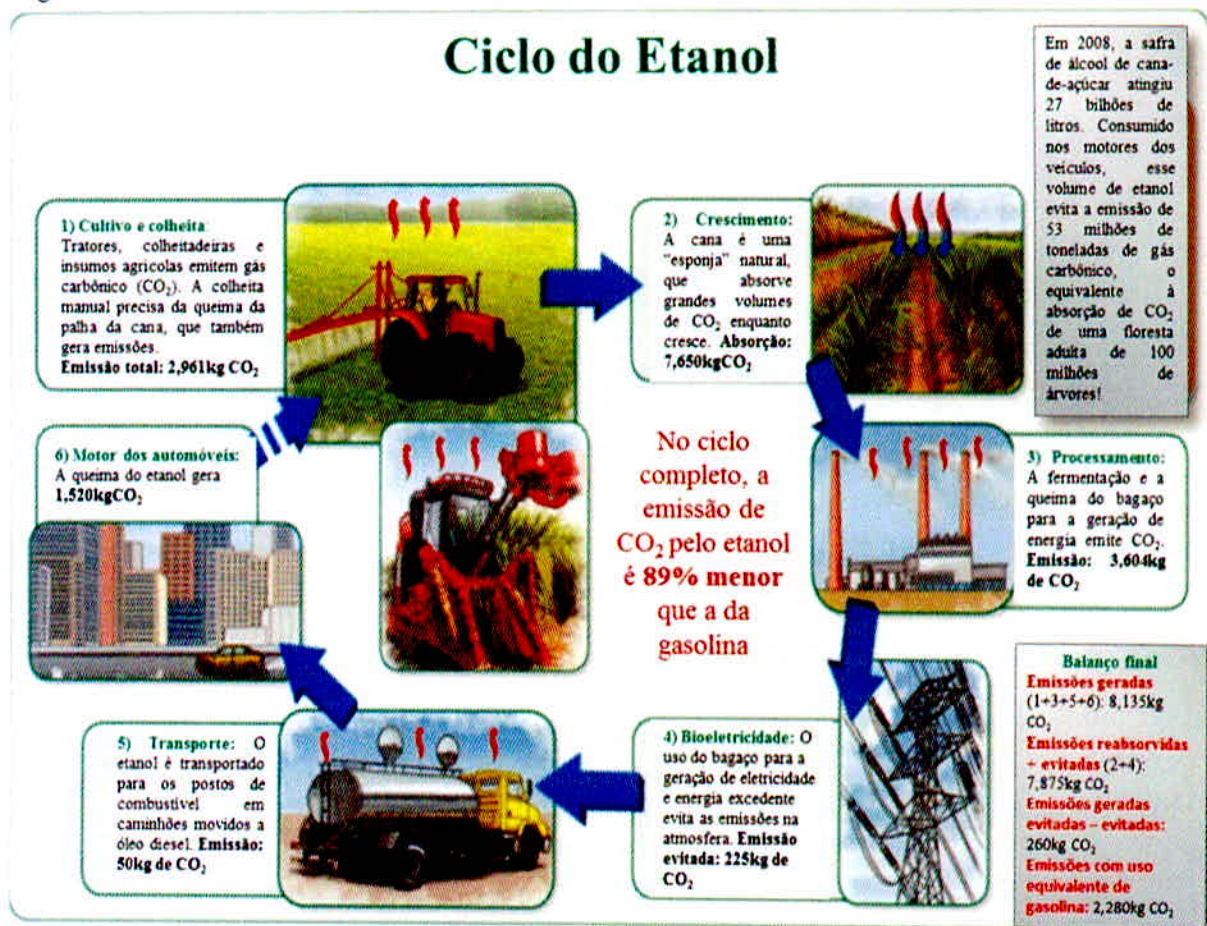 Ciclo do Etanol
Em 2008, a safra
de álcool de cana-
de-açúcar atingiu
27 bilhões de
litros. Consumido
nos motores dos
veículos, esse
volume de etanol
evita a emissão de
53 milhões de
toneladas de gás
carbônico, o
equivalente à
absorção de CO₂
de uma floresta
adulta de 100
milhões de
árvores!
1) Cultivo e colheita:
Tratores, colheitadeiras e
insumos agrícolas emitem gás
carbônico (CO₂). A colheita
manual precisa da queima da
palha da cana, que também
gera emissões.
Emissão total: 2,961kg CO₂
2) Crescimento:
A cana é uma
"esponja" natural,
que absorve
grandes volumes
de CO₂ enquanto
cresce. Absorção:
7,650kgCO₂
3) Processamento:
A fermentação e a
queima do bagaço
para a geração de
energia emite CO₂.
Emissão: 3,604kg
de CO₂
No ciclo
completo, a
emissão de
CO₂ pelo etanol
é 89% menor
que a da
gasolina
6) Motor dos automóveis:
A queima do etanol gera
1,520kgCO₂
5) Transporte: O
etanol é transportado
para os postos de
combustível em
caminhões movidos a
óleo diesel. Emissão:
50kg de CO₂
4) Bioeletricidade: O
uso do bagaço para a
geração de eletricidade
e energia excedente
evita as emissões na
atmosfera. Emissão
evitada: 225kg de
CO₂
Balanço final
Emissões geradas
(1+3+5+6): 8,135kg
CO₂
Emissões reabsorvidas
+ evitadas (2+4):
7,875kg CO₂
Emissões geradas
evitadas – evitadas:
260kg CO₂
Emissões com uso
equivalente de
gasolina: 2,280kg CO₂